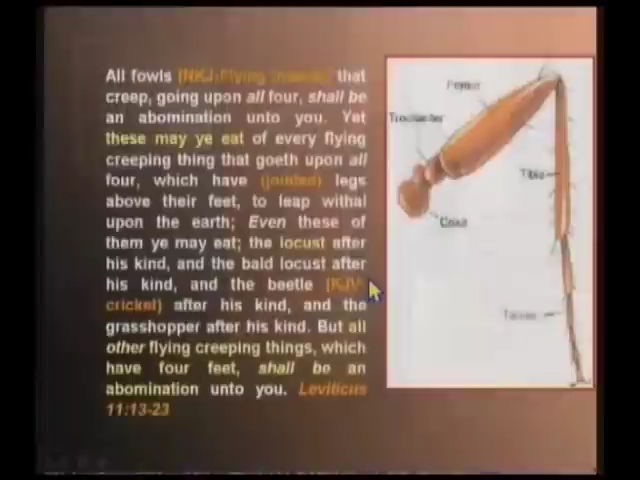 All fowls [NKJ-Flying insects] that
creep, going upon all four, shall be
an abomination unto you. Yet
these may ye eat of every flying
creeping thing that goeth upon all
four, which have (jointed) legs
above their feet, to leap withal
upon the earth; Even these of
them ye may eat; the locust after
his kind, and the bald locust after
his kind, and the beetle [KJV-
cricket) after his kind, and the
grasshopper after his kind. But all
other flying creeping things, which
have four feet, shall be an
abomination unto you. Leviticus
11:13-23
Femur
Trochanter
Tibia
Coxa
Tarsus